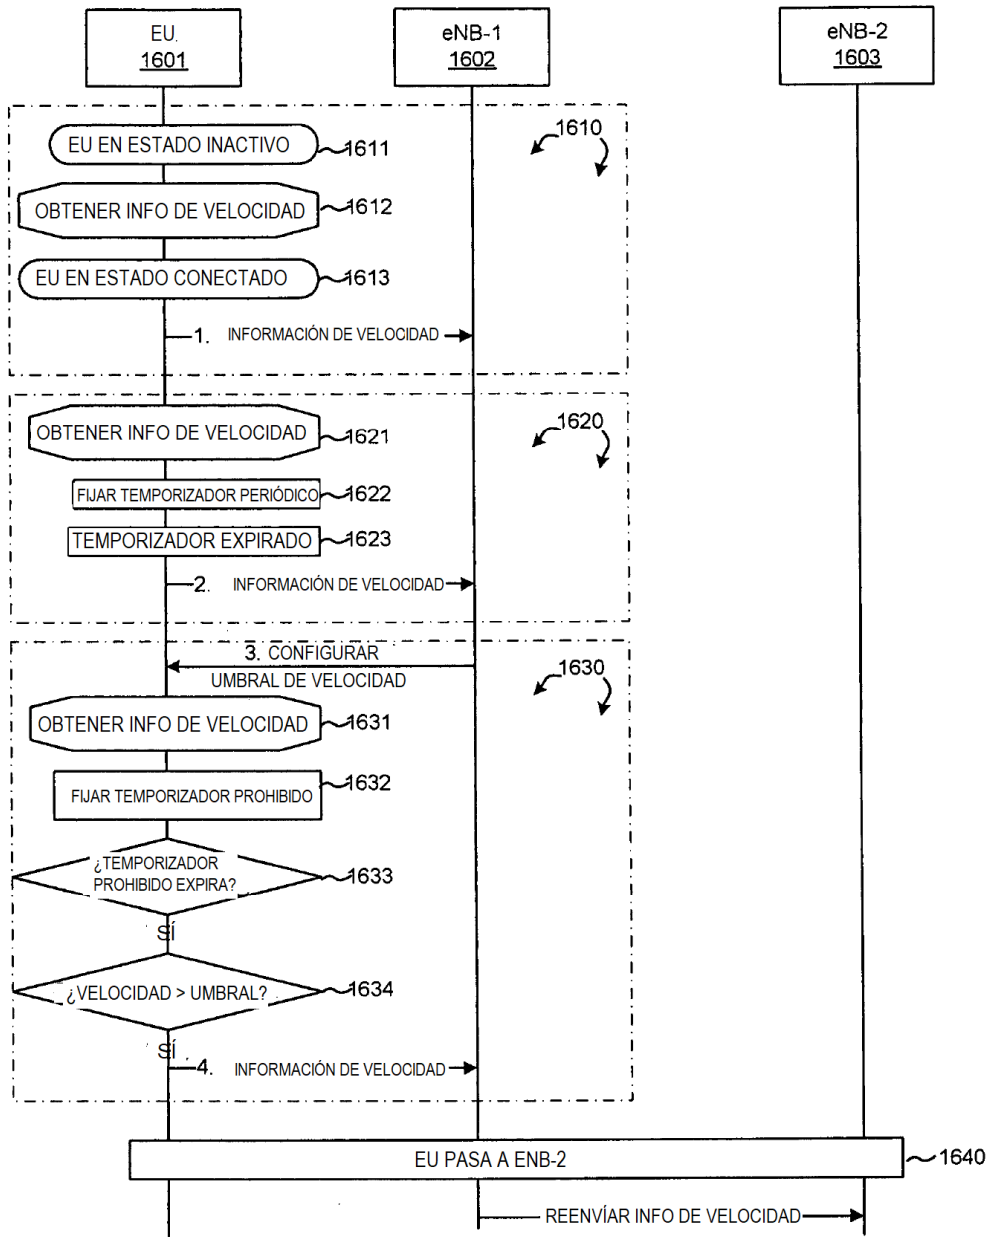 EU.
1601
eNB-1
1602
eNB-2
1603
1610
EU EN ESTADO INACTIVO
1611
OBTENER INFO DE VELOCIDAD
1612
EU EN ESTADO CONECTADO
1613
1. INFORMACIÓN DE VELOCIDAD
1620
OBTENER INFO DE VELOCIDAD
1621
FIJAR TEMPORIZADOR PERIÓDICO
1622
TEMPORIZADOR EXPIRADO
1623
2. INFORMACIÓN DE VELOCIDAD
3. CONFIGURAR
UMBRAL DE VELOCIDAD
1630
OBTENER INFO DE VELOCIDAD
1631
FIJAR TEMPORIZADOR PROHIBIDO
1632
¿TEMPORIZADOR
PROHIBIDO EXPIRA?
1633
SÍ
¿VELOCIDAD > UMBRAL?
1634
SÍ
4. INFORMACIÓN DE VELOCIDAD
EU PASA A ENB-2
1640
REENVÍAR INFO DE VELOCIDAD